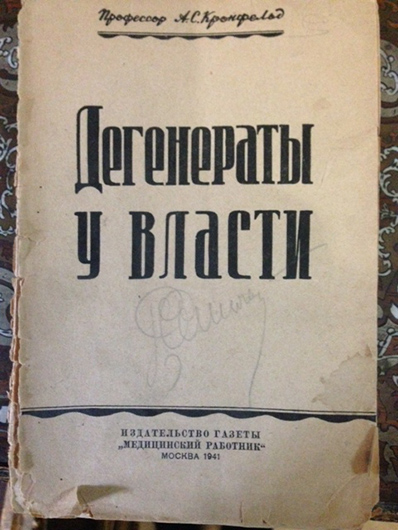 Профессор А.С. Кронфельд
Дегенераты
у власти
ИЗДАТЕЛЬСТВО ГАЗЕТЫ
„МЕДИЦИНСКИЙ РАБОТНИК“
МОСКВА 1941